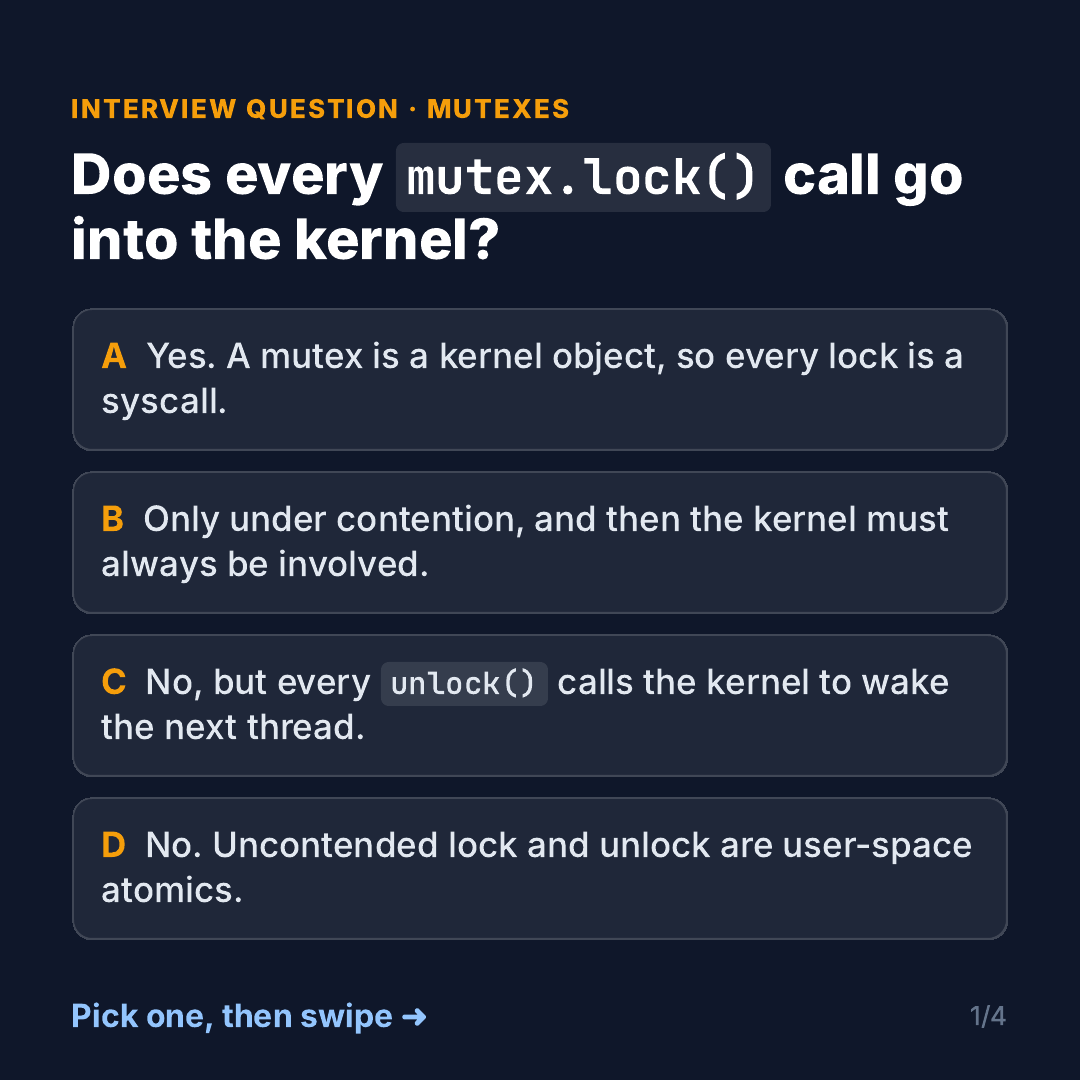 INTERVIEW QUESTION · MUTEXES
Does every mutex.lock() call go
into the kernel?
A Yes. A mutex is a kernel object, so every lock is a
syscall.
B Only under contention, and then the kernel must
always be involved.
C No, but every unlock() calls the kernel to wake
the next thread.
D No. Uncontended lock and unlock are user-space
atomics.
Pick one, then swipe ➜
1/4